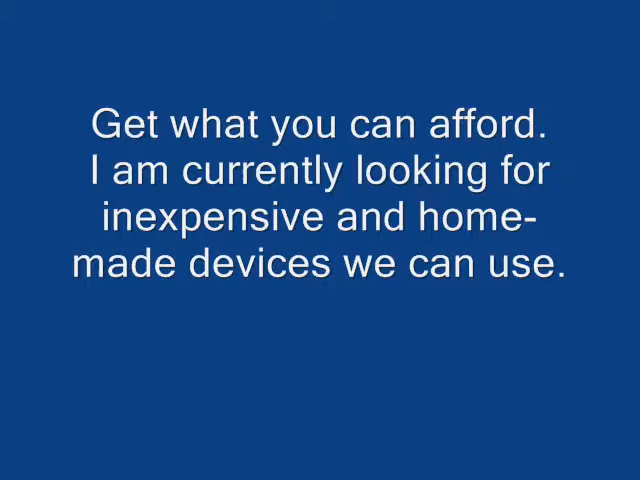 Get what you can afford.
I am currently looking for
inexpensive and home-
made devices we can use.